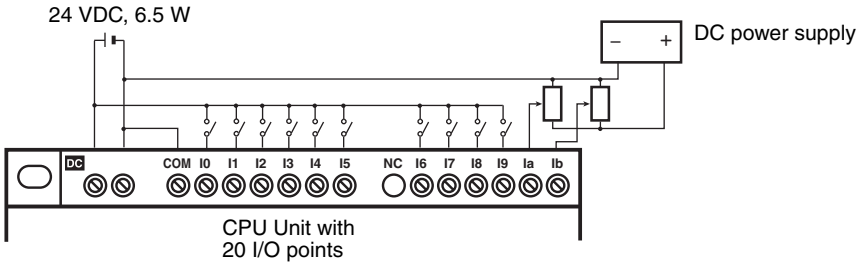 24 VDC, 6.5 W
− + DC power supply
DC COM I0 I1 I2 I3 I4 I5 NC I6 I7 I8 I9 Ia Ib
CPU Unit with
20 I/O points